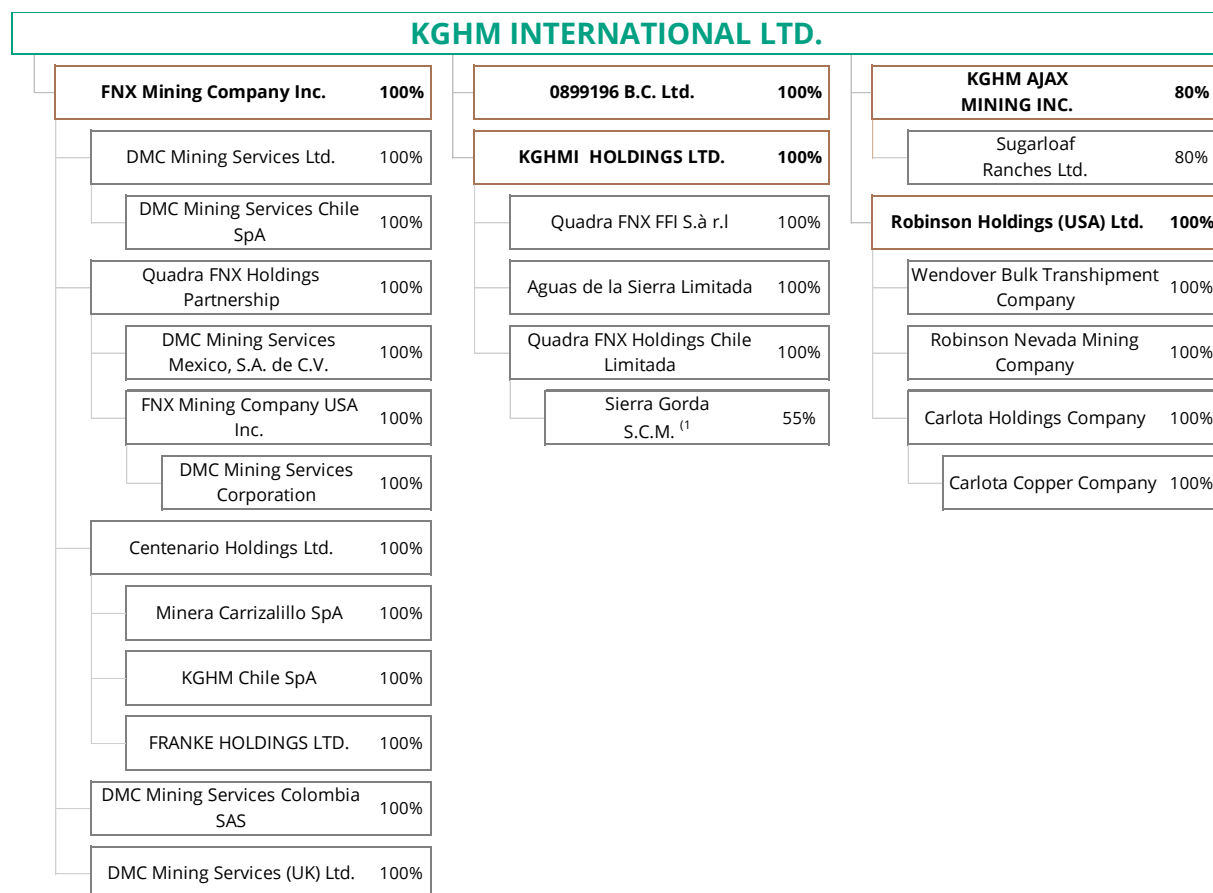 KGHM INTERNATIONAL LTD.
FNX Mining Company Inc. 100%
DMC Mining Services Ltd. 100%
DMC Mining Services Chile
SpA
100%
Quadra FNX Holdings
Partnership
100%
DMC Mining Services
Mexico, S.A. de C.V.
100%
FNX Mining Company USA
Inc.
100%
DMC Mining Services
Corporation
100%
Centenario Holdings Ltd. 100%
Minera Carrizalillo SpA 100%
KGHM Chile SpA 100%
FRANKE HOLDINGS LTD. 100%
DMC Mining Services Colombia
SAS
100%
DMC Mining Services (UK) Ltd. 100%
0899196 B.C. Ltd. 100%
KGHMI HOLDINGS LTD. 100%
Quadra FNX FFI S.à r.l 100%
Aguas de la Sierra Limitada 100%
Quadra FNX Holdings Chile
Limitada
100%
Sierra Gorda
S.C.M. (1
55%
KGHM AJAX
MINING INC.
80%
Sugarloaf
Ranches Ltd.
80%
Robinson Holdings (USA) Ltd. 100%
Wendover Bulk Transhipment
Company
100%
Robinson Nevada Mining
Company
100%
Carlota Holdings Company 100%
Carlota Copper Company 100%